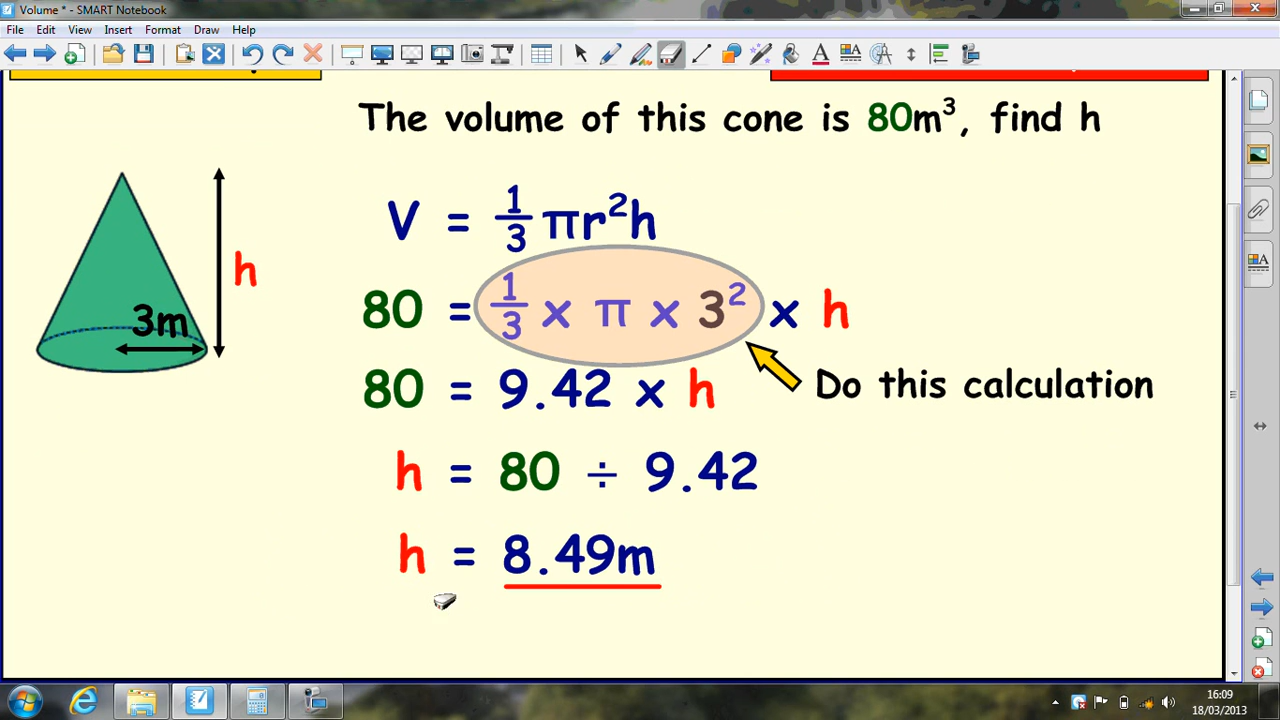 Volume * - SMART Notebook
File Edit View Insert Format Draw Help
The volume of this cone is 80m³, find h
V = 1/3 πr²h
h
3m
80 = 1/3 x π x 3² x h
80 = 9.42 x h
Do this calculation
h = 80 ÷ 9.42
h = 8.49m
16:09
18/03/2013